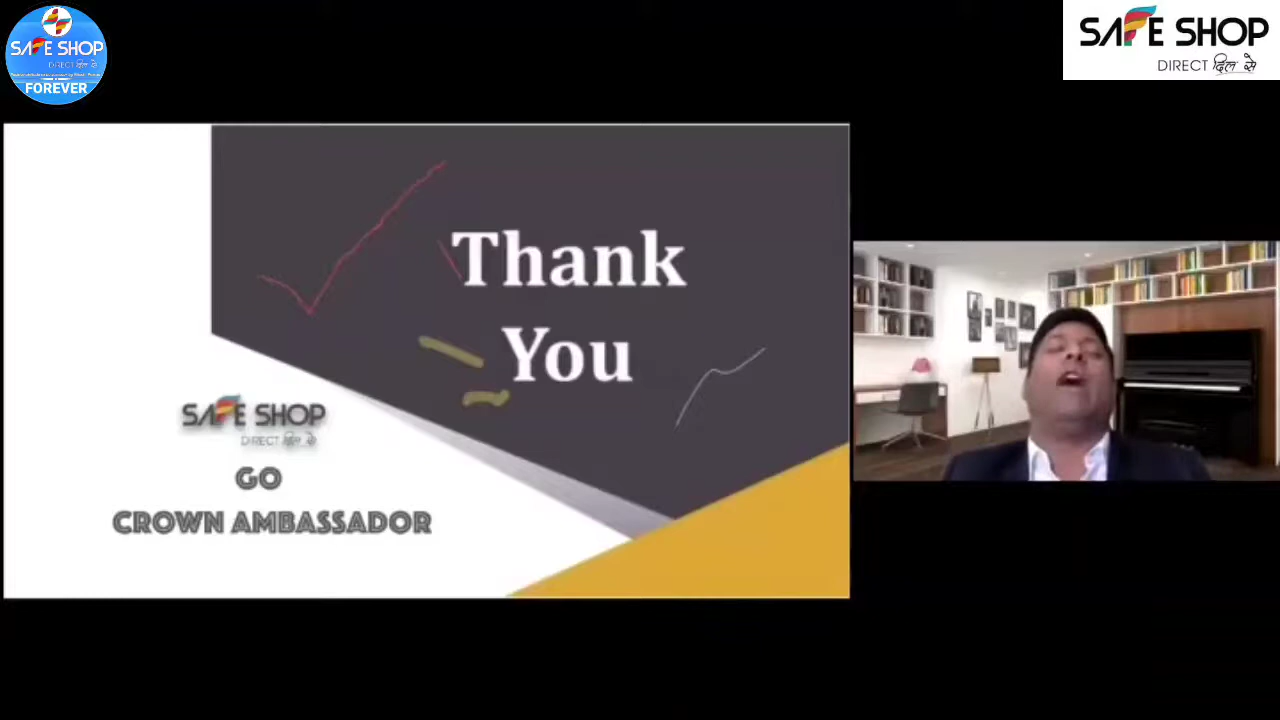 SAFE SHOP
DIRECT दिल से
FOREVER
SAFE SHOP
DIRECT दिल से
Thank
You
SAFE SHOP
DIRECT दिल से
GO
CROWN AMBASSADOR